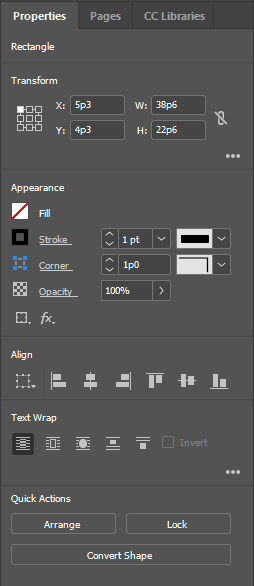 Properties Pages CC Libraries
Rectangle
Transform
X: 5p3 W: 38p6
Y: 4p3 H: 22p6
Appearance
Fill
Stroke 1 pt
Corner 1p0
Opacity 100%
fx
Align
Text Wrap
Invert
Quick Actions
Arrange Lock
Convert Shape